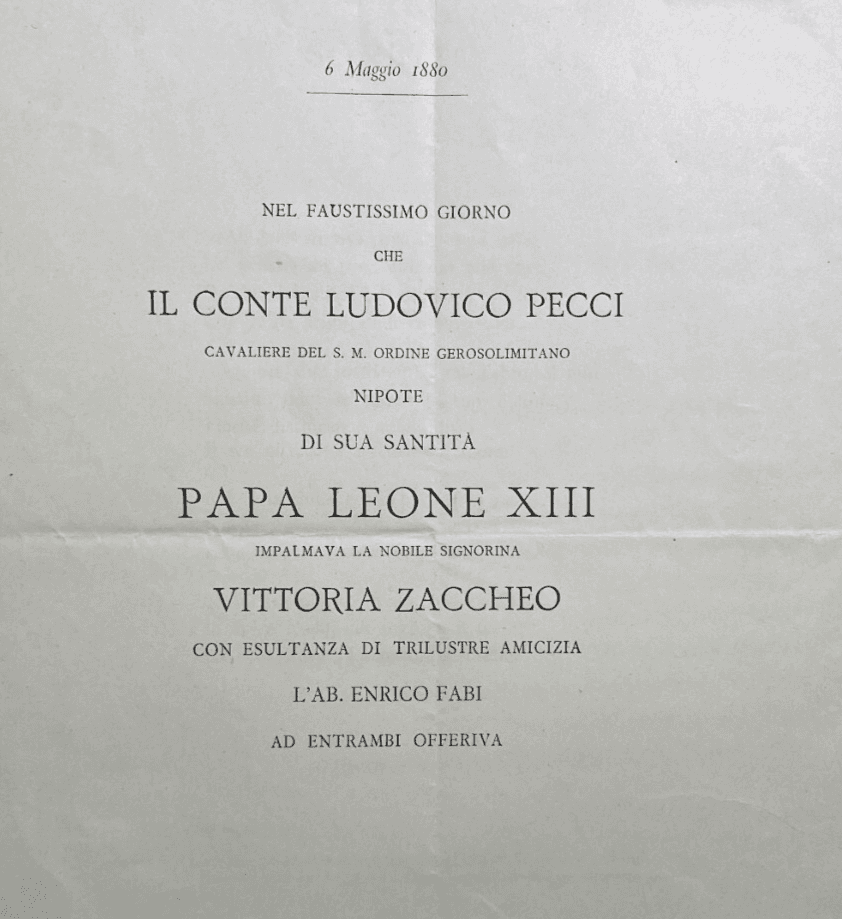 6 Maggio 1880
NEL FAUSTISSIMO GIORNO
CHE
IL CONTE LUDOVICO PECCI
CAVALIERE DEL S. M. ORDINE GEROSOLIMITANO
NIPOTE
DI SUA SANTITÀ
PAPA LEONE XIII
IMPALMAVA LA NOBILE SIGNORINA
VITTORIA ZACCHEO
CON ESULTANZA DI TRILUSTRE AMICIZIA
L'AB. ENRICO FABI
AD ENTRAMBI OFFERIVA